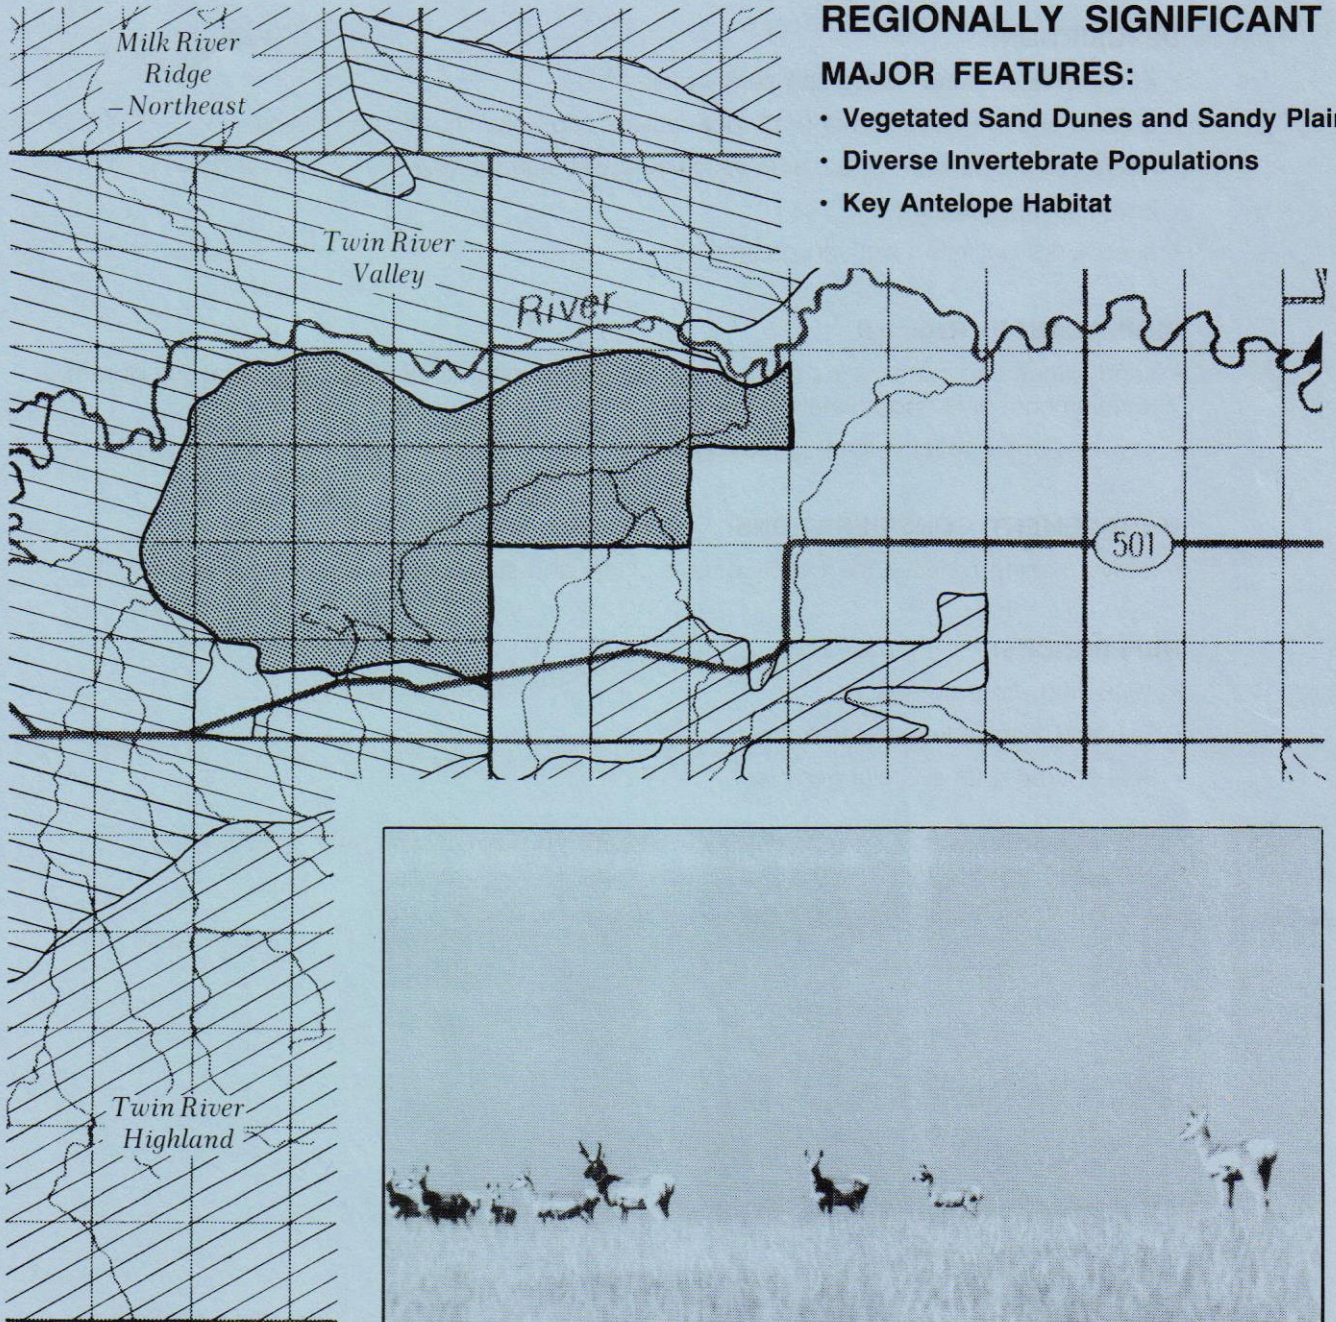 REGIONALLY SIGNIFICANT
MAJOR FEATURES:
• Vegetated Sand Dunes and Sandy Plain
• Diverse Invertebrate Populations
• Key Antelope Habitat
Milk River
Ridge
– Northeast
Twin River
Valley
River
501
Twin River
Highland